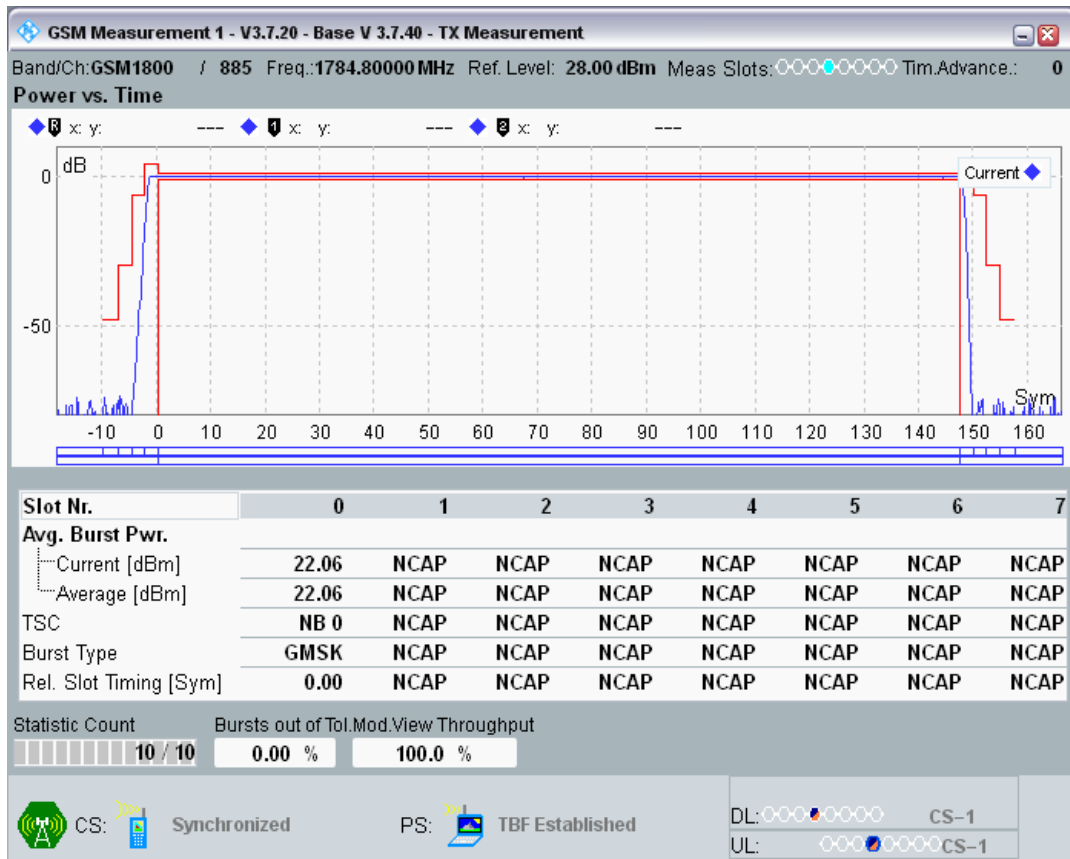 GSM Measurement 1 - V3.7.20 - Base V 3.7.40 - TX Measurement
Band/Ch:GSM1800 / 885 Freq.:1784.80000 MHz Ref. Level: 28.00 dBm Meas Slots: Tim.Advance.: 0
Power vs. Time
R x: y: --- 1 x: y: --- 2 x: y: ---
dB
Current
0
-50
Sym
-10 0 10 20 30 40 50 60 70 80 90 100 110 120 130 140 150 160
Slot Nr. 0 1 2 3 4 5 6 7
Avg. Burst Pwr.
Current [dBm] 22.06 NCAP NCAP NCAP NCAP NCAP NCAP NCAP
Average [dBm] 22.06 NCAP NCAP NCAP NCAP NCAP NCAP NCAP
TSC NB 0 NCAP NCAP NCAP NCAP NCAP NCAP NCAP
Burst Type GMSK NCAP NCAP NCAP NCAP NCAP NCAP NCAP
Rel. Slot Timing [Sym] 0.00 NCAP NCAP NCAP NCAP NCAP NCAP NCAP
Statistic Count Bursts out of Tol. Mod.View Throughput
10 / 10 0.00 % 100.0 %
CS: Synchronized PS: TBF Established DL: CS-1
UL: CS-1